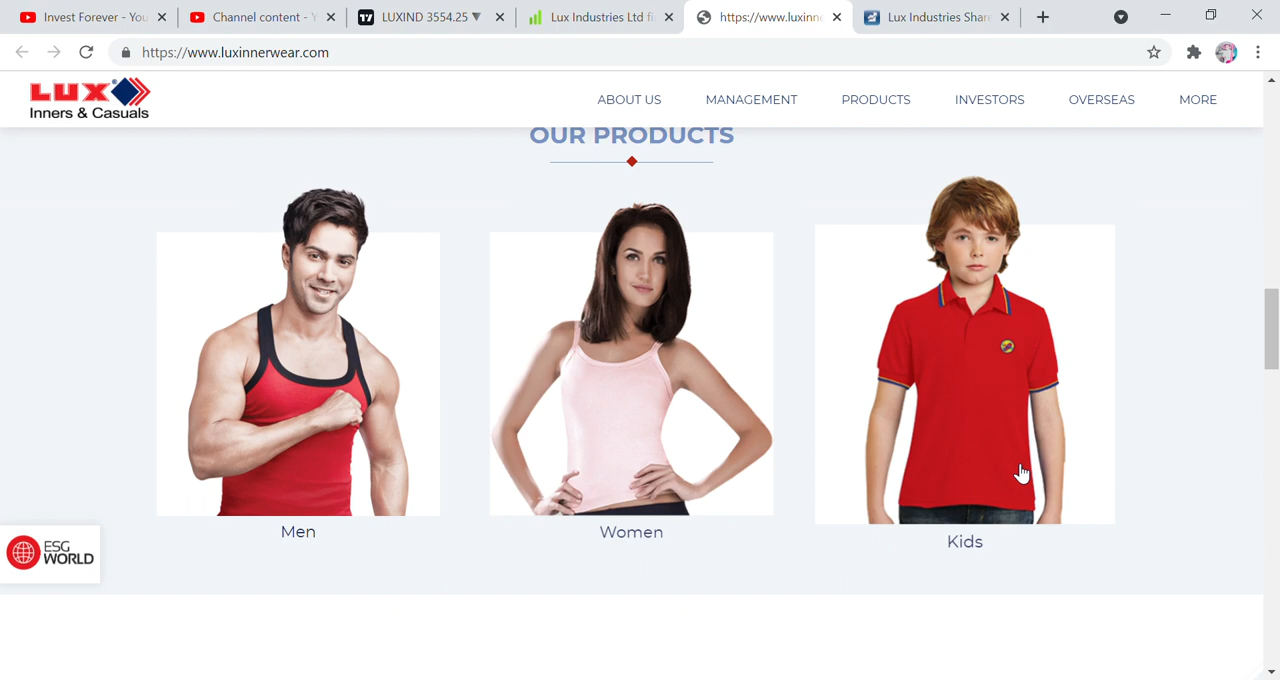 Invest Forever - You
Channel content - Y
LUXIND 3554.25 ▼
Lux Industries Ltd fi
https://www.luxinn
Lux Industries Share
https://www.luxinnerwear.com
LUX®
Inners & Casuals
ABOUT US
MANAGEMENT
PRODUCTS
INVESTORS
OVERSEAS
MORE
OUR PRODUCTS
Men
Women
Kids
ESG
WORLD